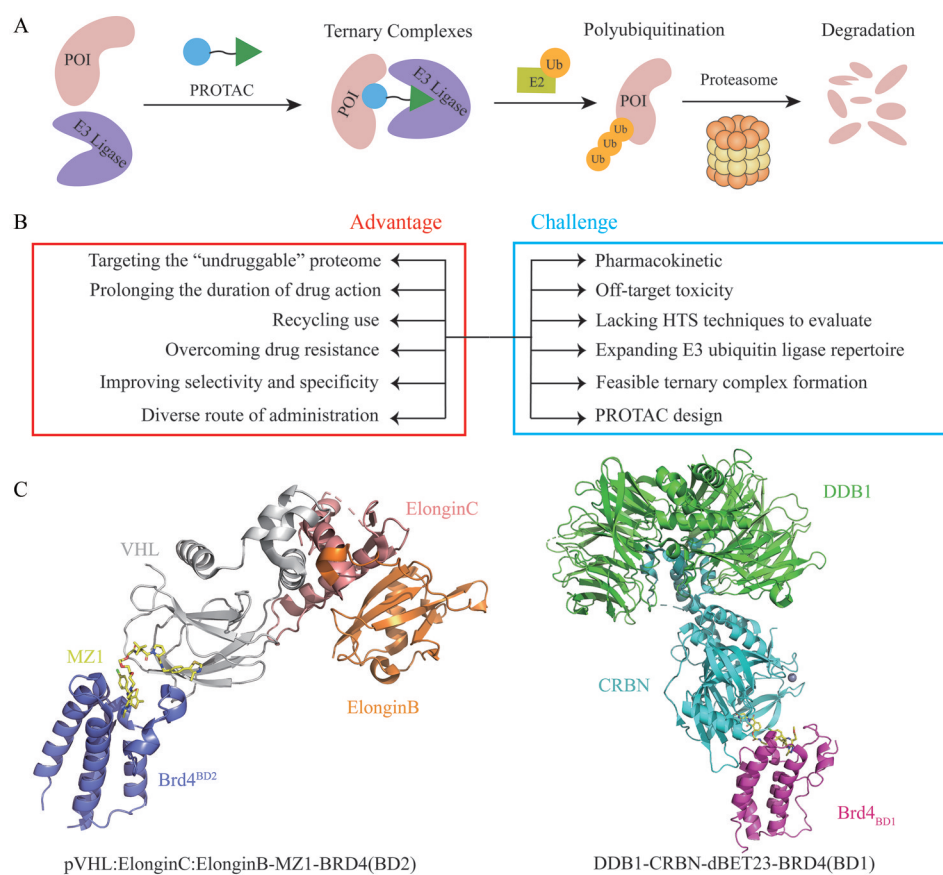 A
POI
E3 Ligase
PROTAC
Ternary Complexes
POI
E3 Ligase
Ub
E2
Polyubiquitination
POI
Ub
Ub
Ub
Proteasome
Degradation
B
Advantage
Challenge
Targeting the “undruggable” proteome
Prolonging the duration of drug action
Recycling use
Overcoming drug resistance
Improving selectivity and specificity
Diverse route of administration
Pharmacokinetic
Off-target toxicity
Lacking HTS techniques to evaluate
Expanding E3 ubiquitin ligase repertoire
Feasible ternary complex formation
PROTAC design
C
VHL
ElonginC
MZ1
ElonginB
Brd4BD2
pVHL:ElonginC:ElonginB-MZ1-BRD4(BD2)
DDB1
CRBN
Brd4BD1
DDB1-CRBN-dBET23-BRD4(BD1)